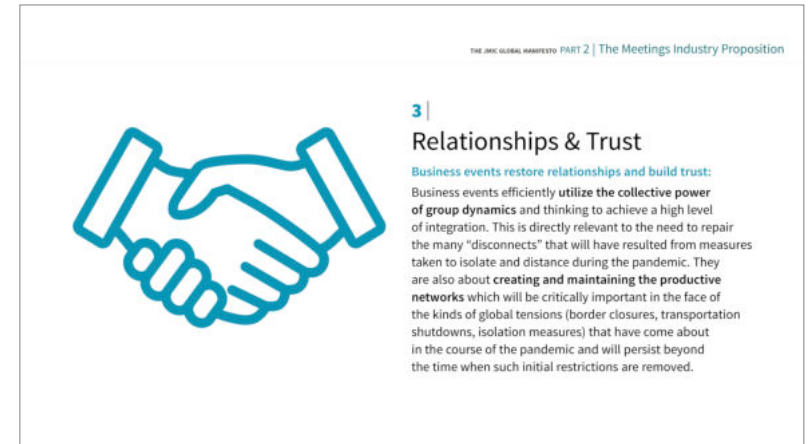 THE JMIC GLOBAL MANIFESTO PART 2 | The Meetings Industry Proposition
3 |
Relationships & Trust
Business events restore relationships and build trust:
Business events efficiently utilize the collective power
of group dynamics and thinking to achieve a high level
of integration. This is directly relevant to the need to repair
the many “disconnects” that will have resulted from measures
taken to isolate and distance during the pandemic. They
are also about creating and maintaining the productive
networks which will be critically important in the face of
the kinds of global tensions (border closures, transportation
shutdowns, isolation measures) that have come about
in the course of the pandemic and will persist beyond
the time when such initial restrictions are removed.